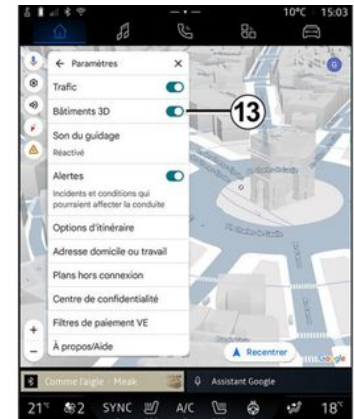 10°C 15:03
← Paramètres ×
G
Trafic
Bâtiments 3D
13
Son du guidage
Réactivé
Alertes
Incidents et conditions qui
pourraient affecter la conduite
Options d'itinéraire
Adresse domicile ou travail
Plans hors connexion
Centre de confidentialité
Filtres de paiement VE
À propos/Aide
+
−
Recentrer
Google
Comme l'aigle - Meak
Assistant Google
21° 2 SYNC A/C 18°